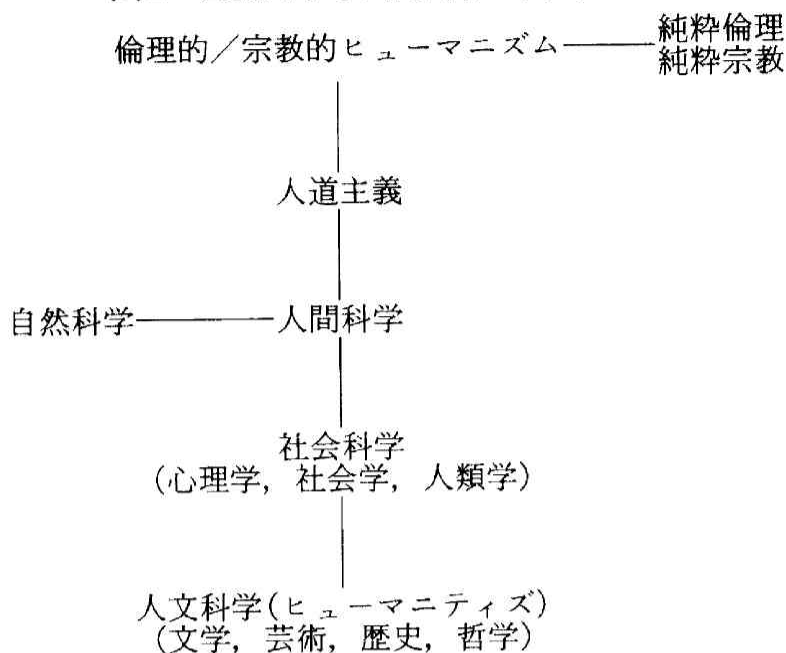 倫理的／宗教的ヒューマニズム
純粋倫理
純粋宗教
人道主義
自然科学
人間科学
社会科学
(心理学，社会学，人類学)
人文科学(ヒューマニティズ)
(文学，芸術，歴史，哲学)